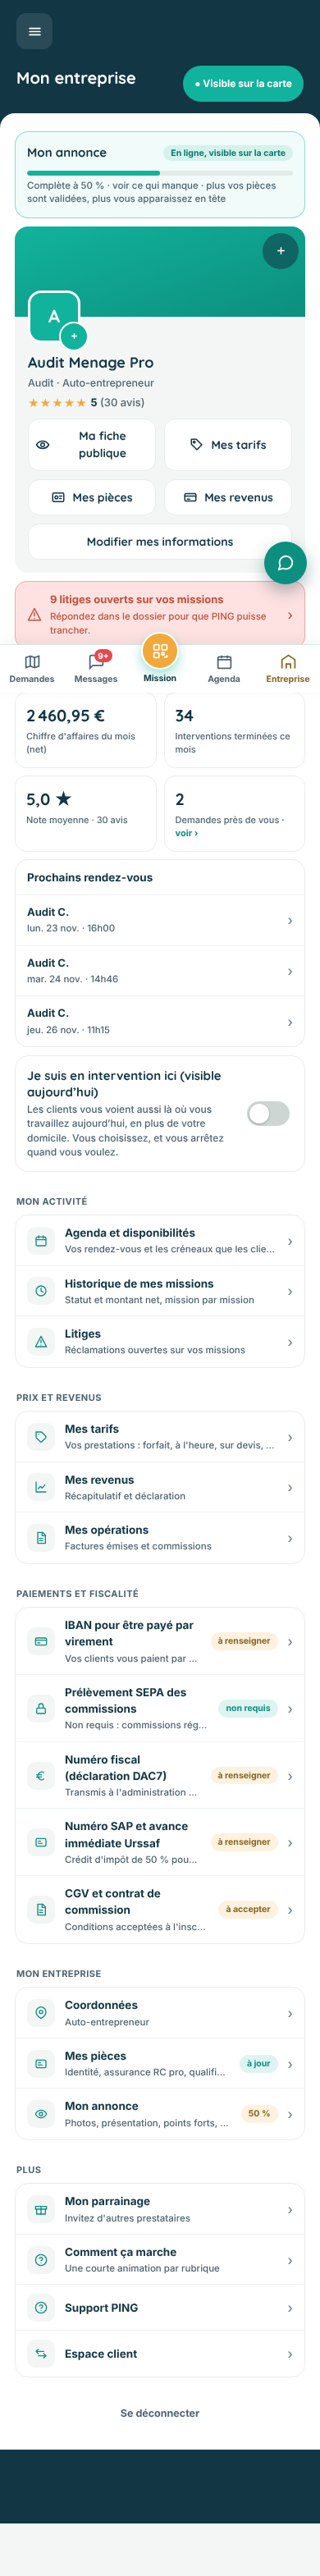 Mon entreprise
● Visible sur la carte
Mon annonce
En ligne, visible sur la carte
Complète à 50 % · voir ce qui manque · plus vos pièces
sont validées, plus vous apparaissez en tête
+
A
+
Audit Menage Pro
Audit · Auto-entrepreneur
★★★★★ 5 (30 avis)
Ma fiche
publique
Mes tarifs
Mes pièces
Mes revenus
Modifier mes informations
9 litiges ouverts sur vos missions
Répondez dans le dossier pour que PING puisse
trancher.
Demandes
9+
Messages
Mission
Agenda
Entreprise
2 460,95 €
Chiffre d'affaires du mois
(net)
34
Interventions terminées ce
mois
5,0 ★
Note moyenne · 30 avis
2
Demandes près de vous ·
voir ›
Prochains rendez-vous
Audit C.
lun. 23 nov. · 16h00
Audit C.
mar. 24 nov. · 14h46
Audit C.
jeu. 26 nov. · 11h15
Je suis en intervention ici (visible
aujourd'hui)
Les clients vous voient aussi là où vous
travaillez aujourd'hui, en plus de votre
domicile. Vous choisissez, et vous arrêtez
quand vous voulez.
MON ACTIVITÉ
Agenda et disponibilités
Vos rendez-vous et les créneaux que les clie...
Historique de mes missions
Statut et montant net, mission par mission
Litiges
Réclamations ouvertes sur vos missions
PRIX ET REVENUS
Mes tarifs
Vos prestations : forfait, à l'heure, sur devis, ...
Mes revenus
Récapitulatif et déclaration
Mes opérations
Factures émises et commissions
PAIEMENTS ET FISCALITÉ
IBAN pour être payé par
virement
Vos clients vous paient par ...
à renseigner
Prélèvement SEPA des
commissions
Non requis : commissions rég...
non requis
Numéro fiscal
(déclaration DAC7)
Transmis à l'administration ...
à renseigner
Numéro SAP et avance
immédiate Urssaf
Crédit d'impôt de 50 % pou...
à renseigner
CGV et contrat de
commission
Conditions acceptées à l'insc...
à accepter
MON ENTREPRISE
Coordonnées
Auto-entrepreneur
Mes pièces
Identité, assurance RC pro, qualifi...
à jour
Mon annonce
Photos, présentation, points forts, ...
50 %
PLUS
Mon parrainage
Invitez d'autres prestataires
Comment ça marche
Une courte animation par rubrique
Support PING
Espace client
Se déconnecter